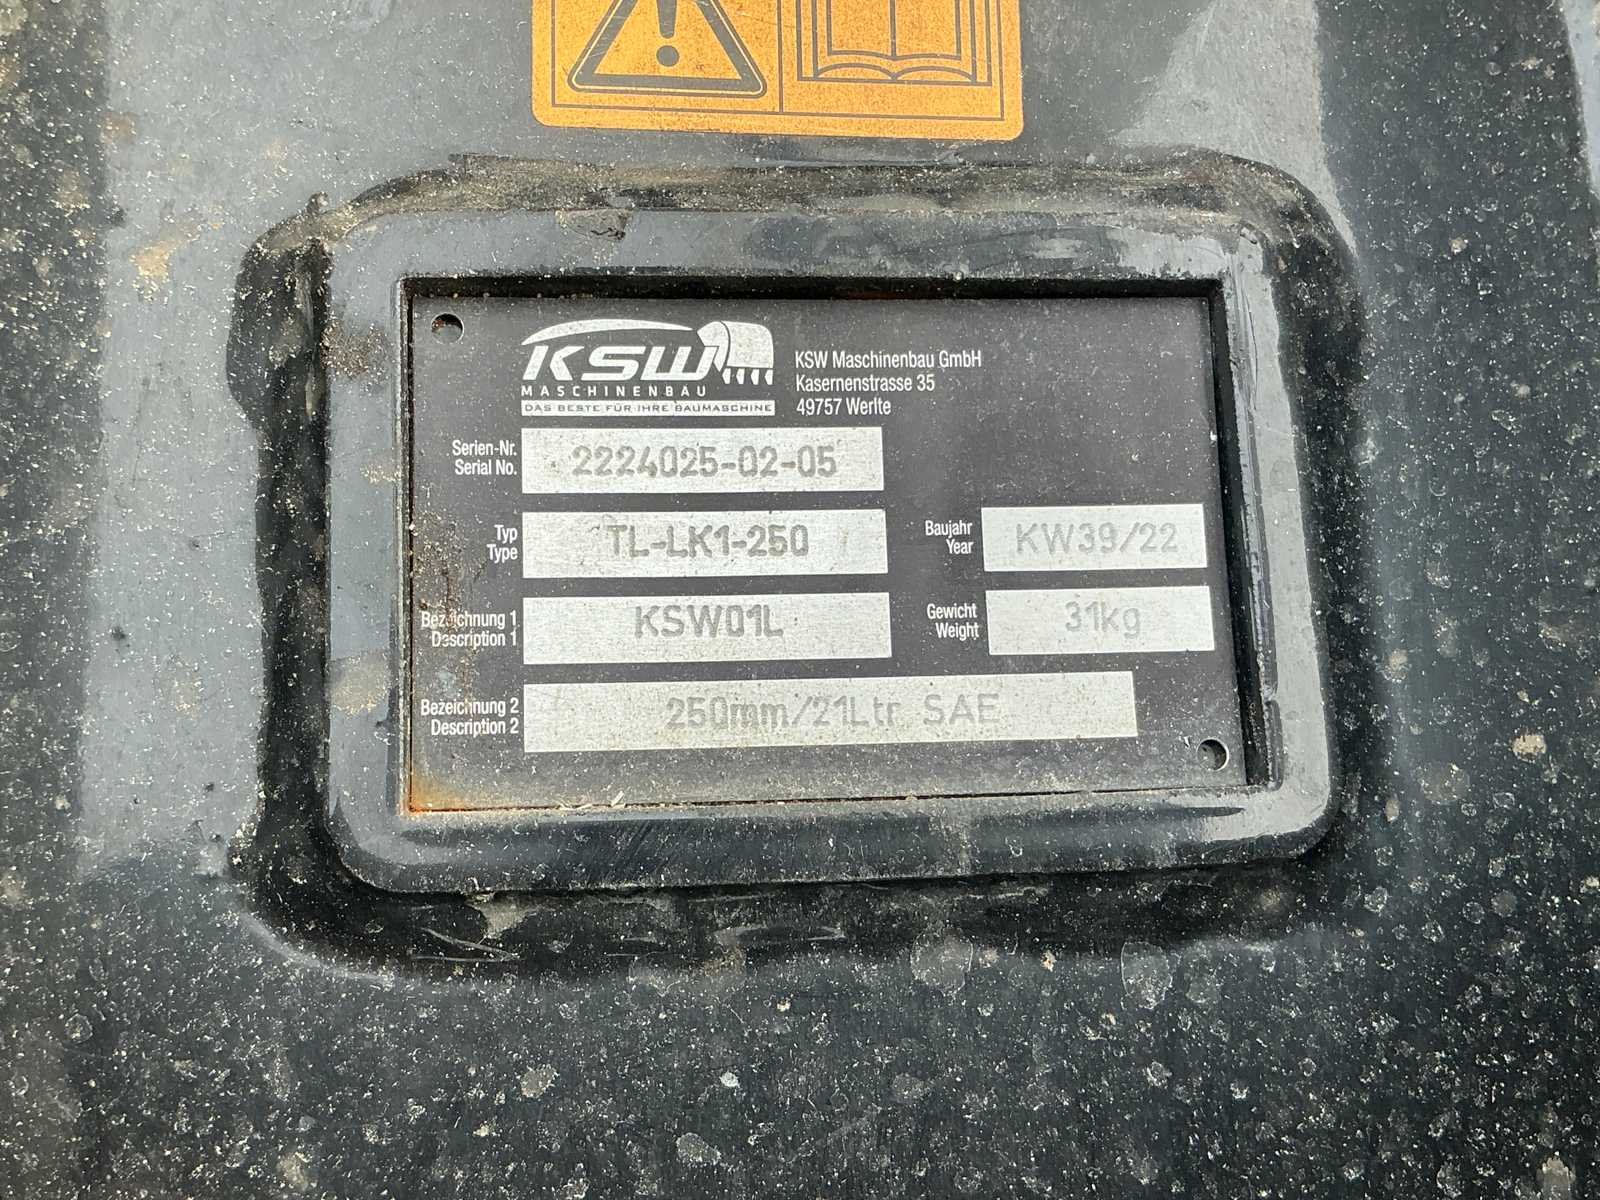 KSW
MASCHINENBAU
DAS BESTE FÜR IHRE BAUMASCHINE
KSW Maschinenbau GmbH
Kasernenstrasse 35
49757 Werlte
Serien-Nr.
Serial No.
2224025-02-05
Typ
Type
TL-LK1-250
Baujahr
Year
KW39/22
Bezeichnung 1
Description 1
KSW01L
Gewicht
Weight
31kg
Bezeichnung 2
Description 2
250mm/21Ltr SAE